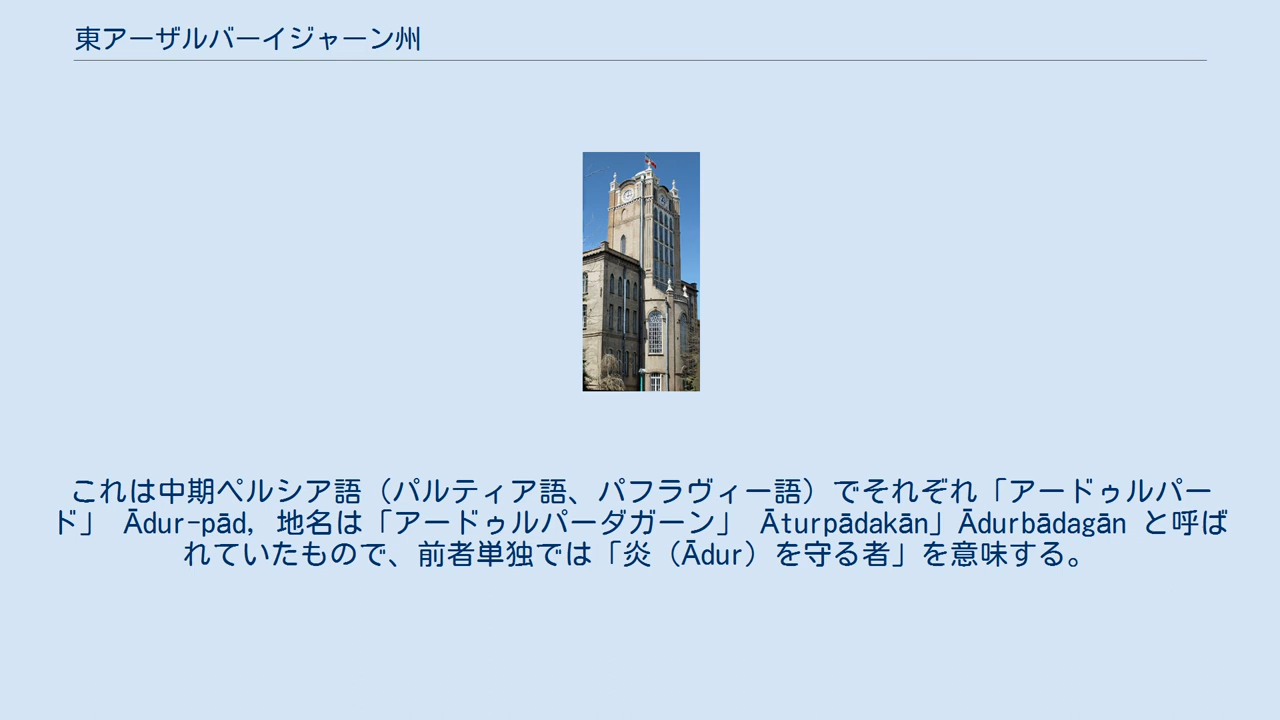 東アーザルバーイジャーン州
これは中期ペルシア語（パルティア語、パフラヴィー語）でそれぞれ「アードゥルパー
ド」 Ādur-pād, 地名は「アードゥルパーダガーン」 Āturpādakān」Ādurbādagān と呼ば
れていたもので、前者単独では「炎（Ādur）を守る者」を意味する。